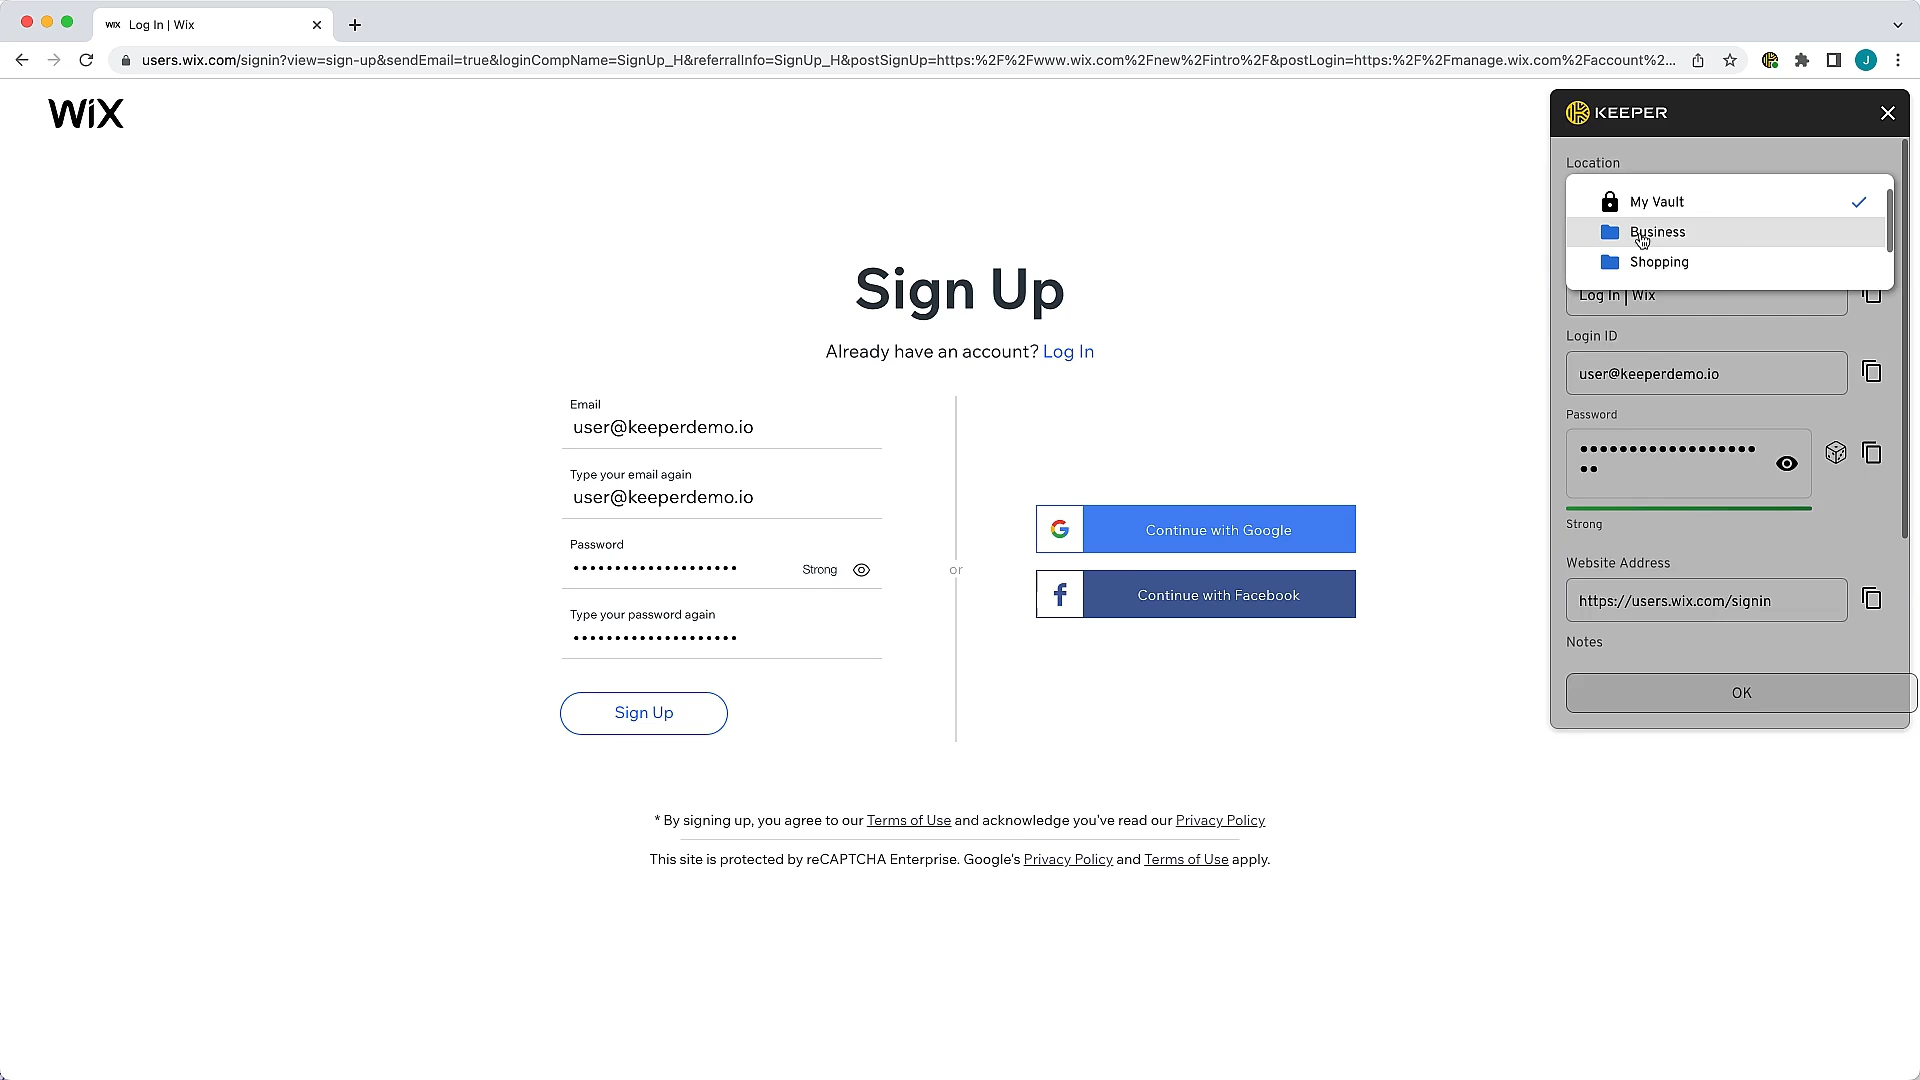 WiX Log In | Wix
users.wix.com/signin?view=sign-up&sendEmail=true&loginCompName=SignUp_H&referralInfo=SignUp_H&postSignUp=https:%2F%2Fwww.wix.com%2Fnew%2Fintro%2F&postLogin=https:%2F%2Fmanage.wix.com%2Faccount%2... J
WiX
Sign Up
Already have an account? Log In
Email
user@keeperdemo.io
Type your email again
user@keeperdemo.io
Password
••••••••••••••••••• Strong
Type your password again
•••••••••••••••••••
Sign Up
or
G Continue with Google
f Continue with Facebook
* By signing up, you agree to our Terms of Use and acknowledge you've read our Privacy Policy
This site is protected by reCAPTCHA Enterprise. Google's Privacy Policy and Terms of Use apply.
KEEPER
Location
My Vault
Business
Shopping
Log In | Wix
Login ID
user@keeperdemo.io
Password
•••••••••••••••••
••
Strong
Website Address
https://users.wix.com/signin
Notes
OK